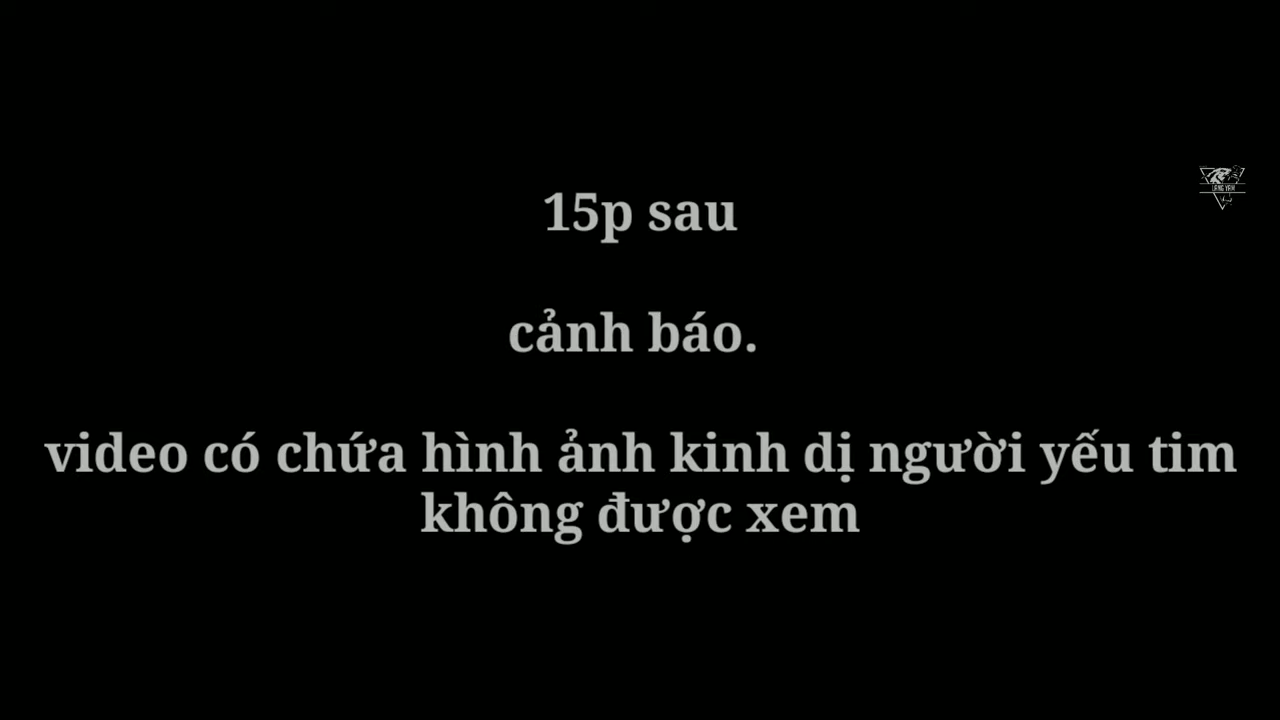 15p sau
cảnh báo.
video có chứa hình ảnh kinh dị người yếu tim
không được xem